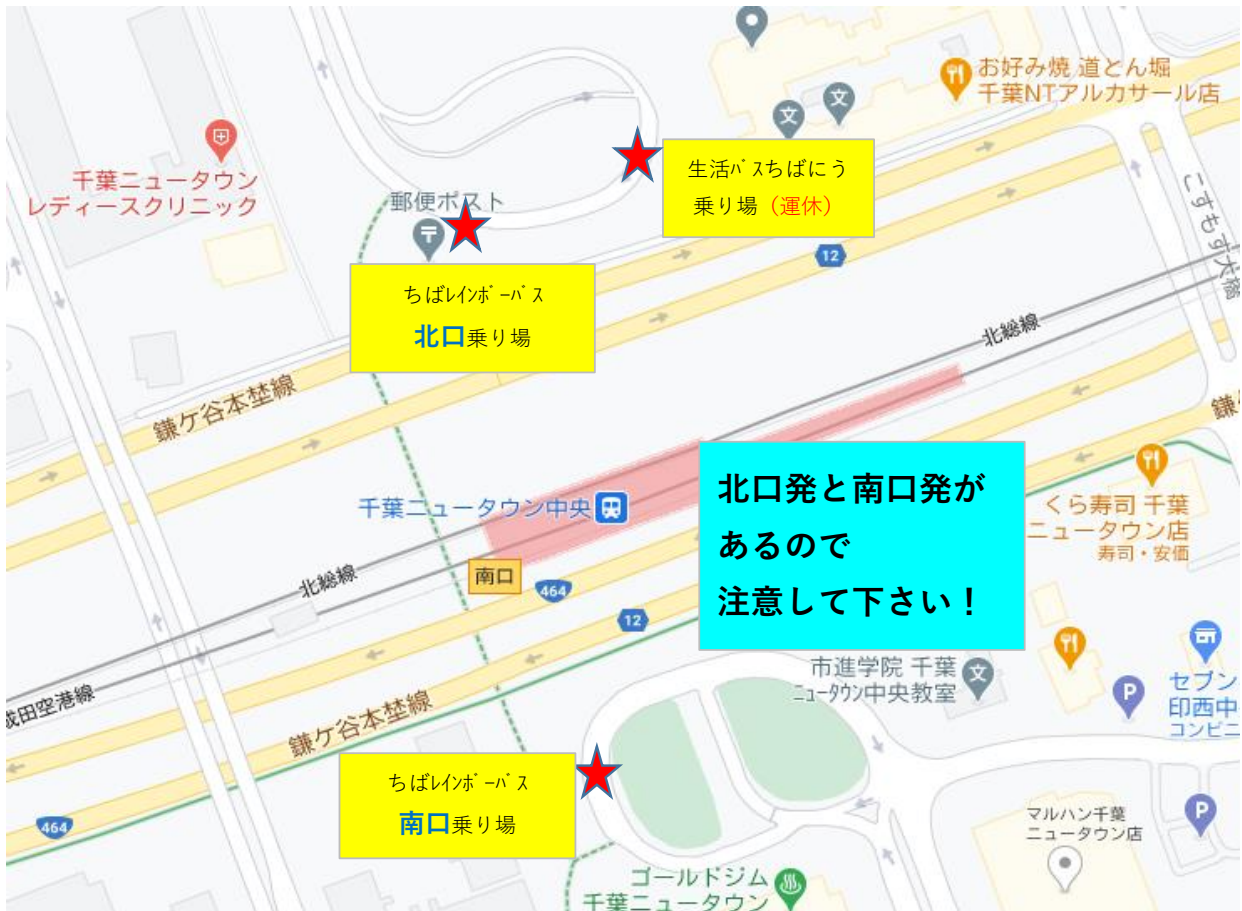 お好み焼 道とん堀
千葉NTアルカサール店
文
文
千葉ニュータウン
レディースクリニック
生活ﾊﾞｽちばにう
乗り場（運休）
郵便ポスト
〒
こすもす大橋
12
ちばﾚｲﾝﾎﾞｰﾊﾞｽ
北口乗り場
北総線
鎌ケ谷本埜線
鎌ケ
北口発と南口発が
あるので
注意して下さい！
くら寿司 千葉
ニュータウン店
寿司・安価
千葉ニュータウン中央
北総線
南口
464
12
市進学院 千葉
ﾆｭｰﾀｳﾝ中央教室
文
P
セブン
印西中
コンビニ
成田空港線
鎌ケ谷本埜線
ちばﾚｲﾝﾎﾞｰﾊﾞｽ
南口乗り場
464
マルハン千葉
ニュータウン店
P
ゴールドジム
千葉ニュータウン